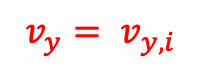 v_y = v_{y,i}